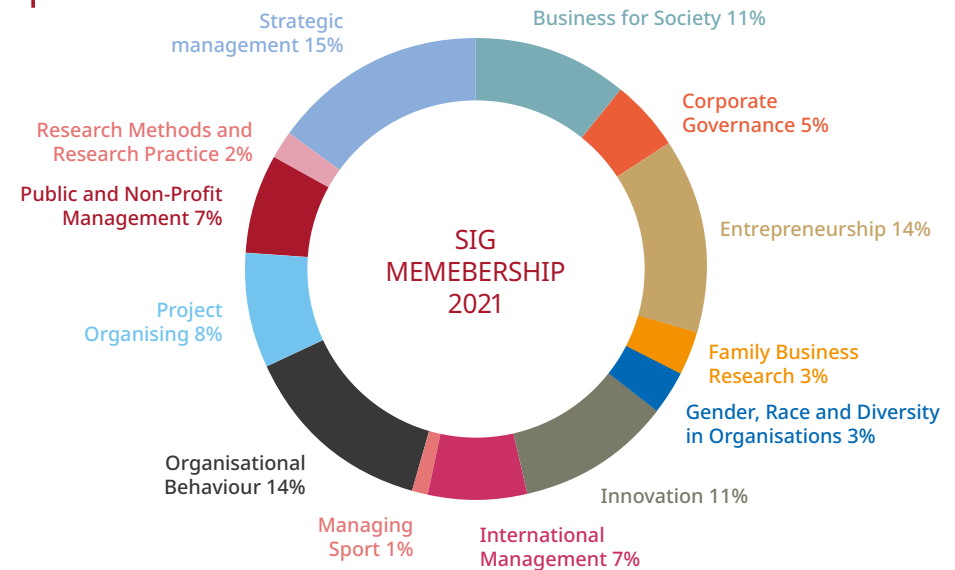 Strategic
management 15%
Business for Society 11%
Corporate
Governance 5%
Research Methods and
Research Practice 2%
Public and Non-Profit
Management 7%
Entrepreneurship 14%
SIG
MEMEBERSHIP
2021
Project
Organising 8%
Family Business
Research 3%
Gender, Race and Diversity
in Organisations 3%
Organisational
Behaviour 14%
Innovation 11%
Managing
Sport 1%
International
Management 7%